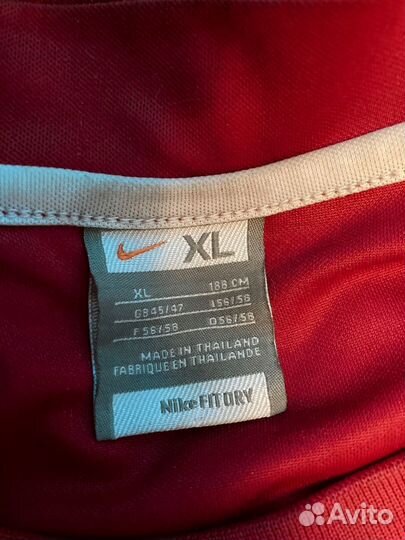 XL
XL 188 CM
GB45/47 I56/58
F56/58 D56/58
MADE IN THAILAND
FABRIQUE EN THAILAND
Nike FIT DRY
Avito